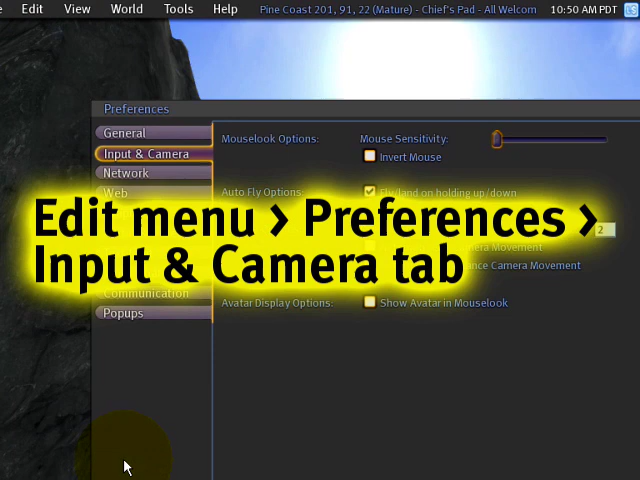 Edit View World Tools Help Pine Coast 201, 91, 22 (Mature) - Chief's Pad - All Welcom 10:50 AM PDT
Preferences
General
Mouselook Options: Mouse Sensitivity:
Input & Camera
Invert Mouse
Network
Web
Auto Fly Options: Fly/land on holding up/down
Edit menu > Preferences >
2
Camera Movement
Input & Camera tab
Camera Movement
Communication
Avatar Display Options: Show Avatar in Mouselook
Popups